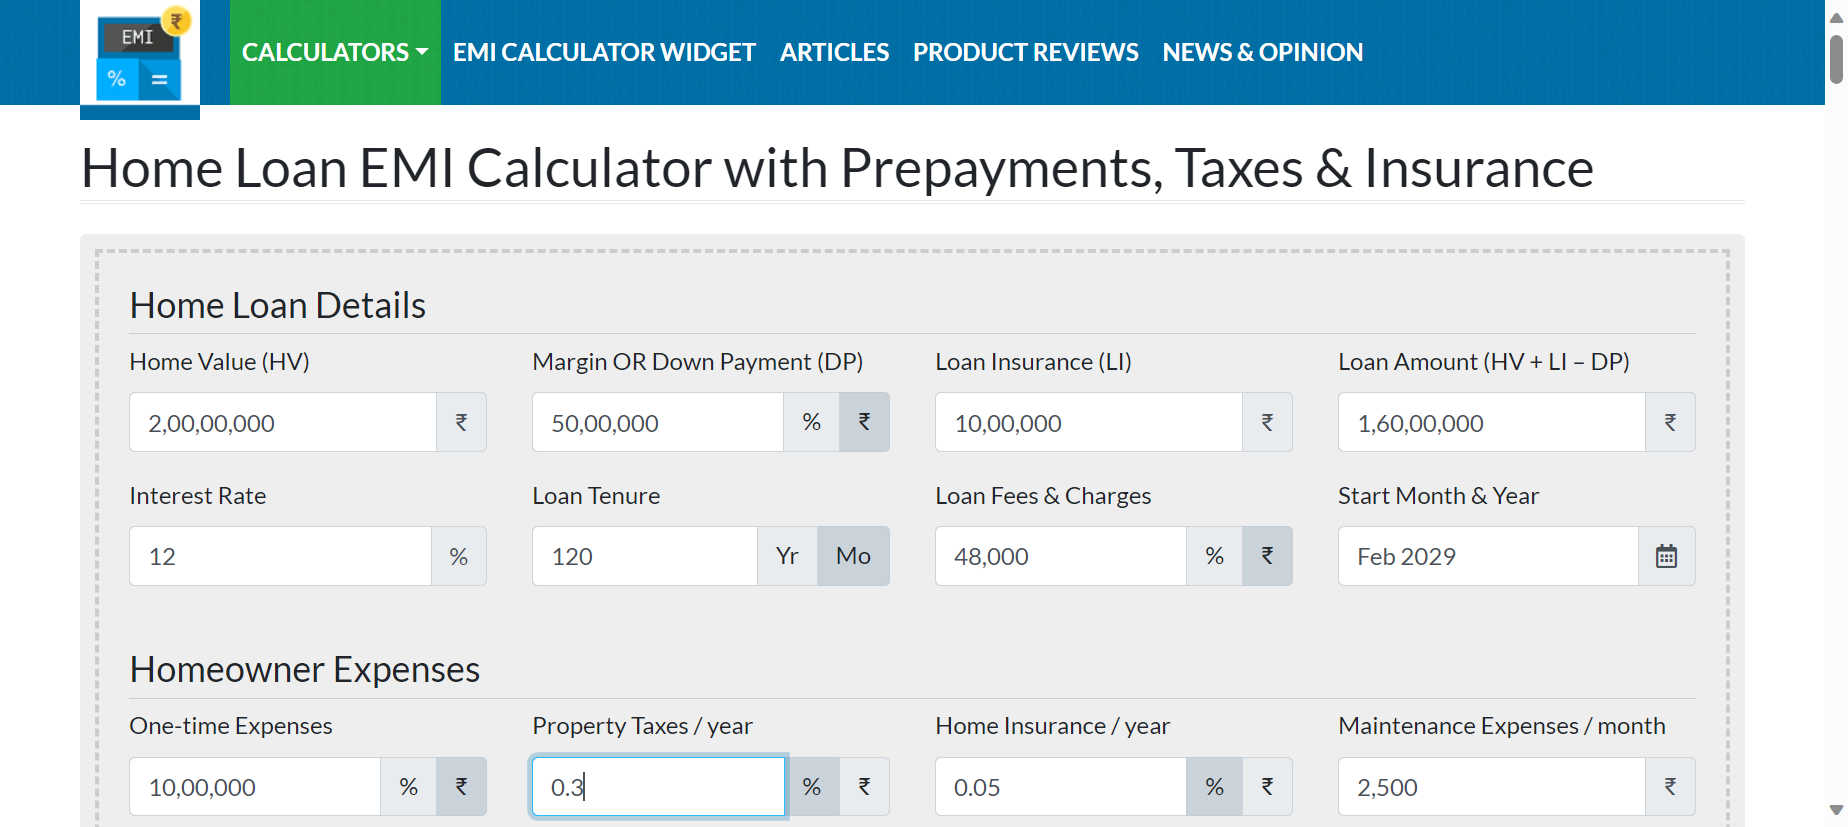 EMI
₹
%
=
CALCULATORS EMI CALCULATOR WIDGET ARTICLES PRODUCT REVIEWS NEWS & OPINION
Home Loan EMI Calculator with Prepayments, Taxes & Insurance
Home Loan Details
Home Value (HV) Margin OR Down Payment (DP) Loan Insurance (LI) Loan Amount (HV + LI – DP)
2,00,00,000 ₹ 50,00,000 % ₹ 10,00,000 ₹ 1,60,00,000 ₹
Interest Rate Loan Tenure Loan Fees & Charges Start Month & Year
12 % 120 Yr Mo 48,000 % ₹ Feb 2029
Homeowner Expenses
One-time Expenses Property Taxes / year Home Insurance / year Maintenance Expenses / month
10,00,000 % ₹ 0.3 % ₹ 0.05 % ₹ 2,500 ₹